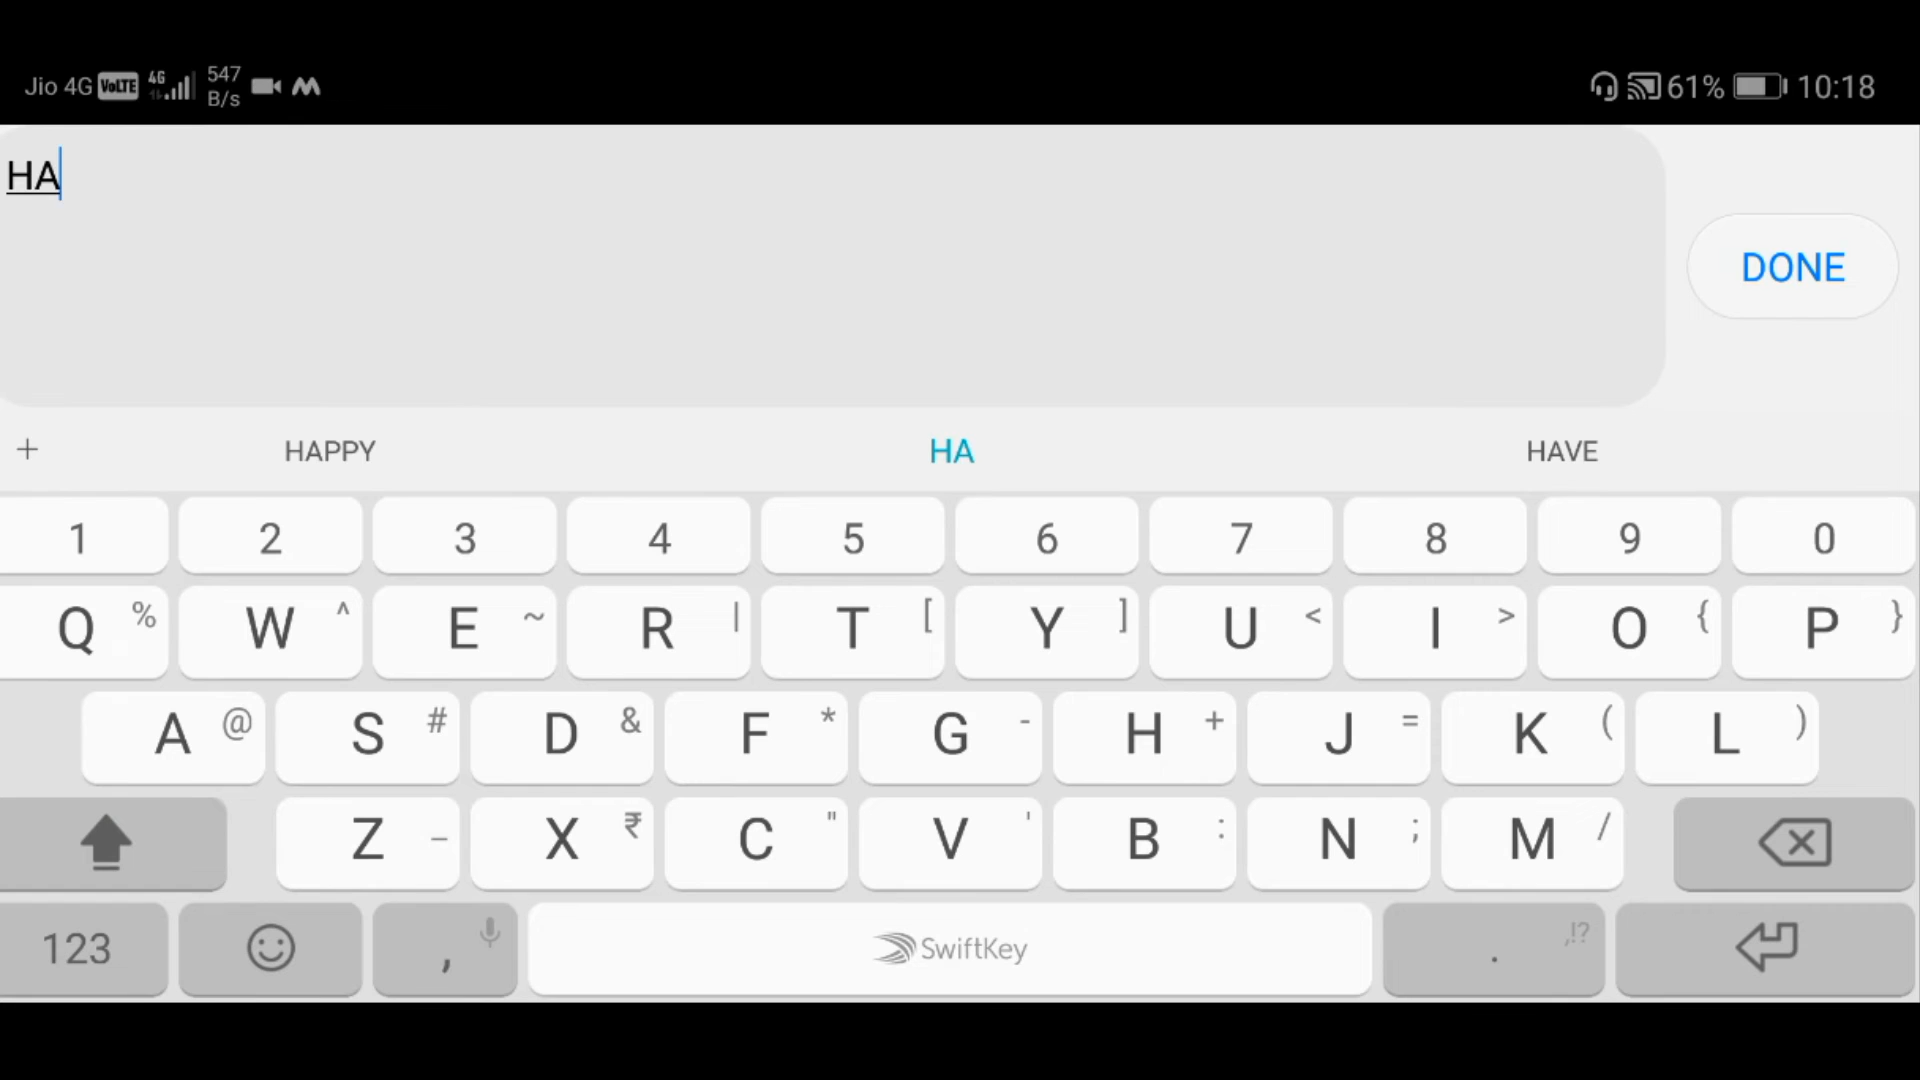 Jio 4G VoLTE 4G 547 B/s 61% 10:18
HA
DONE
+ HAPPY HA HAVE
1 2 3 4 5 6 7 8 9 0
Q % W ^ E ~ R | T [ Y ] U < I > O { P }
A @ S # D & F * G - H + J = K ( L )
Z _ X ₹ C " V ' B : N ; M /
123 , SwiftKey . ,!?